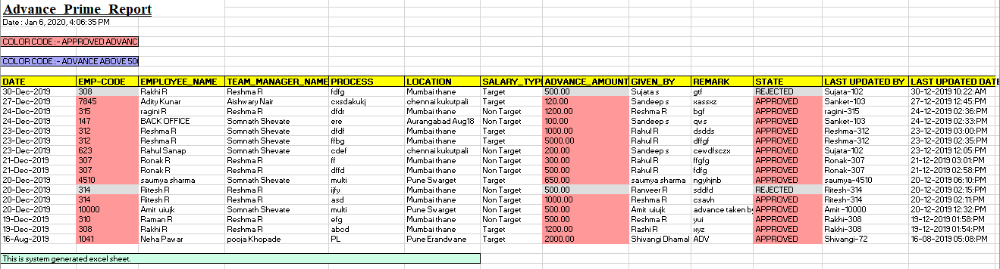 Advance_Prime_Report
Date : Jan 6, 2020, 4:06:35 PM
COLOR CODE :- APPROVED ADVANC
COLOR CODE :- ADVANCE ABOVE 50
DATE EMP-CODE EMPLOYEE_NAME TEAM_MANAGER_NAME PROCESS LOCATION SALARY_TYP ADVANCE_AMOUNT GIVEN_BY REMARK STATE LAST UPDATED BY LAST UPDATED DATE
30-Dec-2019 308 Rakhi R Reshma R fdfg Mumbai thane Target 500.00 Sujata s gtf REJECTED Sujata-102 30-12-2019 10:22:AM
27-Dec-2019 7845 Adity Kunar Aishwary Nair cxsdakukj chennai kukutpali Target 120.00 Sandeep s xassxz APPROVED Sanket-103 27-12-2019 12:45:PM
24-Dec-2019 315 ragini R Reshma R dfdr Mumbai thane Non Target 1200.00 Reshma R bgf APPROVED ragini-315 24-12-2019 02:36:PM
24-Dec-2019 147 BACK OFFICE Somnath Shevate ere Aurangabad Aug18 Non Target 100.00 Sandeep s qws APPROVED Sanket-103 24-12-2019 02:33:PM
23-Dec-2019 312 Reshma R Somnath Shevate dfdf Mumbai thane Target 1000.00 Rahul R dsdds APPROVED Reshma-312 23-12-2019 03:00:PM
23-Dec-2019 312 Reshma R Somnath Shevate ffbg Mumbai thane Target 5000.00 Rahul R dffgf APPROVED Reshma-312 23-12-2019 02:35:PM
23-Dec-2019 623 Rahul Sanap Somnath Shevate cdef chennai kukutpali Non Target 200.00 Sandeep s cewdfsczx APPROVED Sujata-102 23-12-2019 12:05:PM
21-Dec-2019 307 Ronak R Reshma R ff Mumbai thane Non Target 300.00 Rahul R ffgfg APPROVED Ronak-307 21-12-2019 03:01:PM
21-Dec-2019 307 Ronak R Reshma R dffd Mumbai thane Non Target 500.00 Rahul R fdfg APPROVED Ronak-307 21-12-2019 02:58:PM
20-Dec-2019 4510 saumya sharma Somnath Shevate multi Pune Swarget Target 650.00 saumya sharma ngyhjnb APPROVED saumya-4510 20-12-2019 06:10:PM
20-Dec-2019 314 Ritesh R Reshma R ijfy Mumbai thane Non Target 500.00 Ranveer R sddfd REJECTED Ritesh-314 20-12-2019 02:15:PM
20-Dec-2019 314 Ritesh R Reshma R asd Mumbai thane Non Target 1000.00 Reshma R csavh APPROVED Ritesh-314 20-12-2019 02:11:PM
20-Dec-2019 10000 Amit uiujk Somnath Shevate multi Pune Swarget Non Target 500.00 Amit uiujk advance taken by APPROVED Amit-10000 20-12-2019 12:32:PM
19-Dec-2019 310 Raman R Reshma R efg Mumbai thane Non Target 500.00 Reshma R yui APPROVED Rakhi-308 19-12-2019 01:58:PM
19-Dec-2019 308 Rakhi R Reshma R abcd Mumbai thane Target 1200.00 Rashi R xyz APPROVED Rakhi-308 19-12-2019 01:54:PM
16-Aug-2019 1041 Neha Pawar pooja Khopade PL Pune Erandwane Target 2000.00 Shivangi Dhamal ADV APPROVED Shivangi-72 16-08-2019 05:08:PM
This is system generated excel sheet.